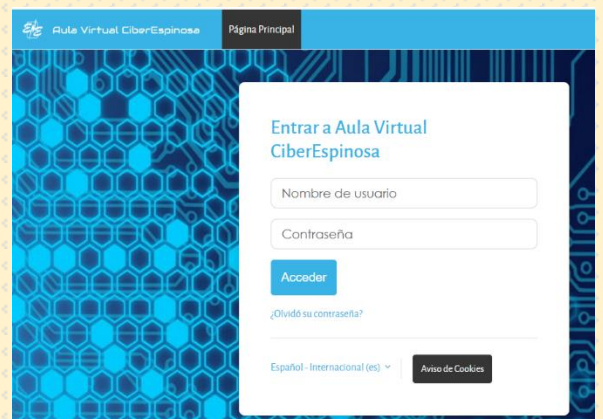 Aula Virtual CiberEspinosa
Página Principal
Entrar a Aula Virtual
CiberEspinosa
Nombre de usuario
Contraseña
Acceder
¿Olvidó su contraseña?
Español - Internacional (es)
Aviso de Cookies